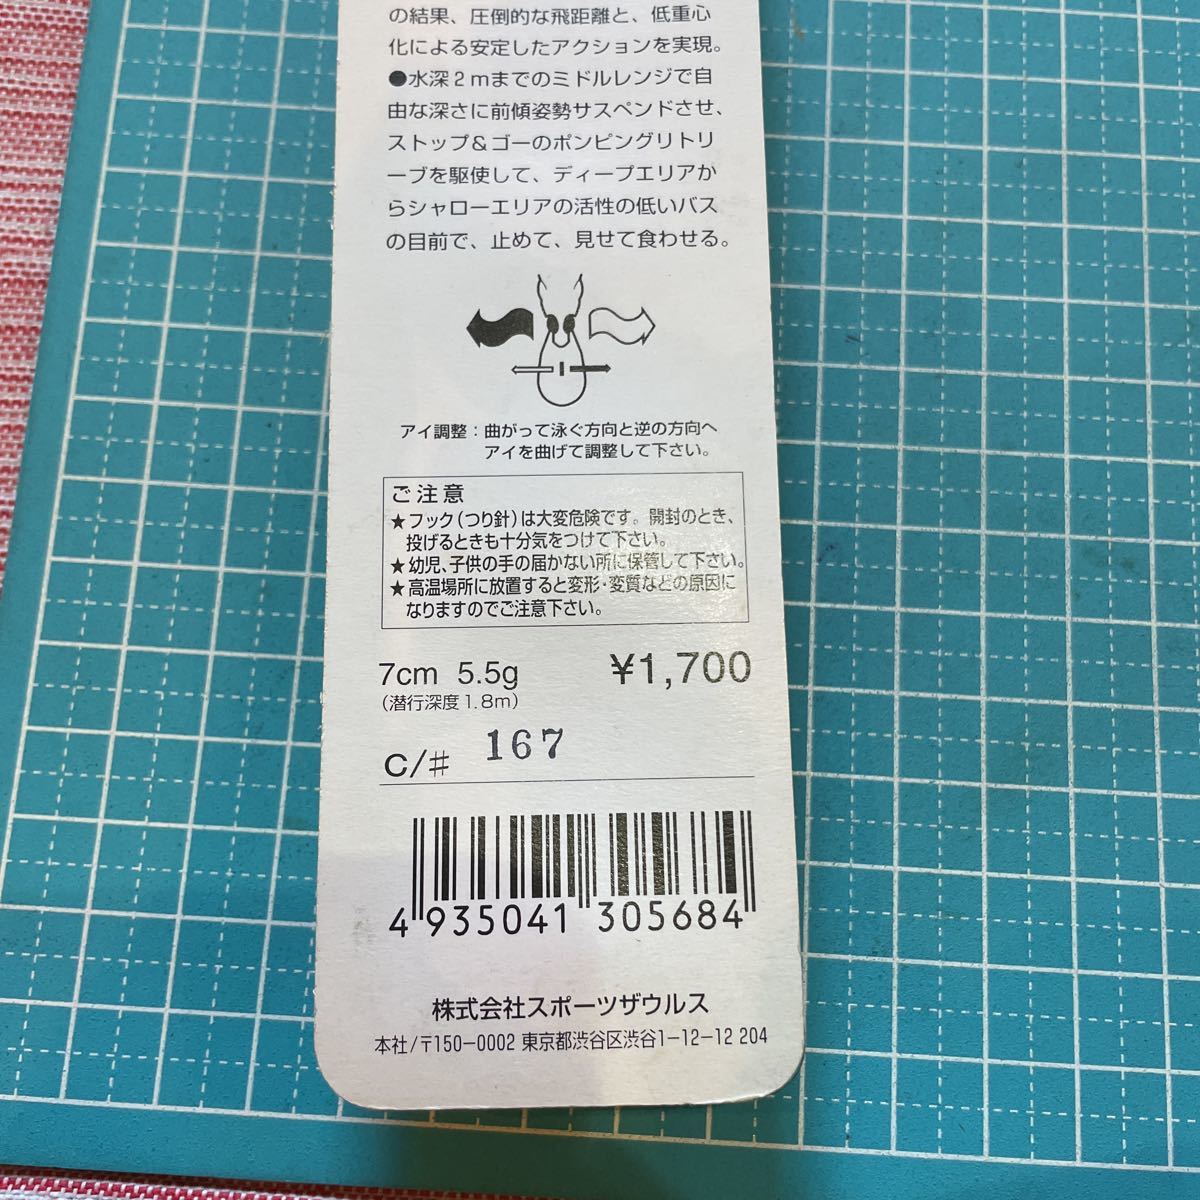 の結果、圧倒的な飛距離と、低重心
化による安定したアクションを実現。
●水深2mまでのミドルレンジで自
由な深さに前傾姿勢サスペンドさせ、
ストップ&ゴーのポンピングリトリ
ーブを駆使して、ディープエリアか
らシャローエリアの活性の低いバス
の目前で、止めて、見せて食わせる。
アイ調整：曲がって泳ぐ方向と逆の方向へ
アイを曲げて調整して下さい。
ご注意
★フック(つり針)は大変危険です。開封のとき、
投げるときも十分気をつけて下さい。
★幼児、子供の手の届かない所に保管して下さい。
★高温場所に放置すると変形・変質などの原因に
なりますのでご注意下さい。
7cm 5.5g ¥1,700
(潜行深度1.8m)
C/# 167
4 935041 305684
株式会社スポーツザウルス
本社/〒150-0002 東京都渋谷区渋谷1-12-12 204